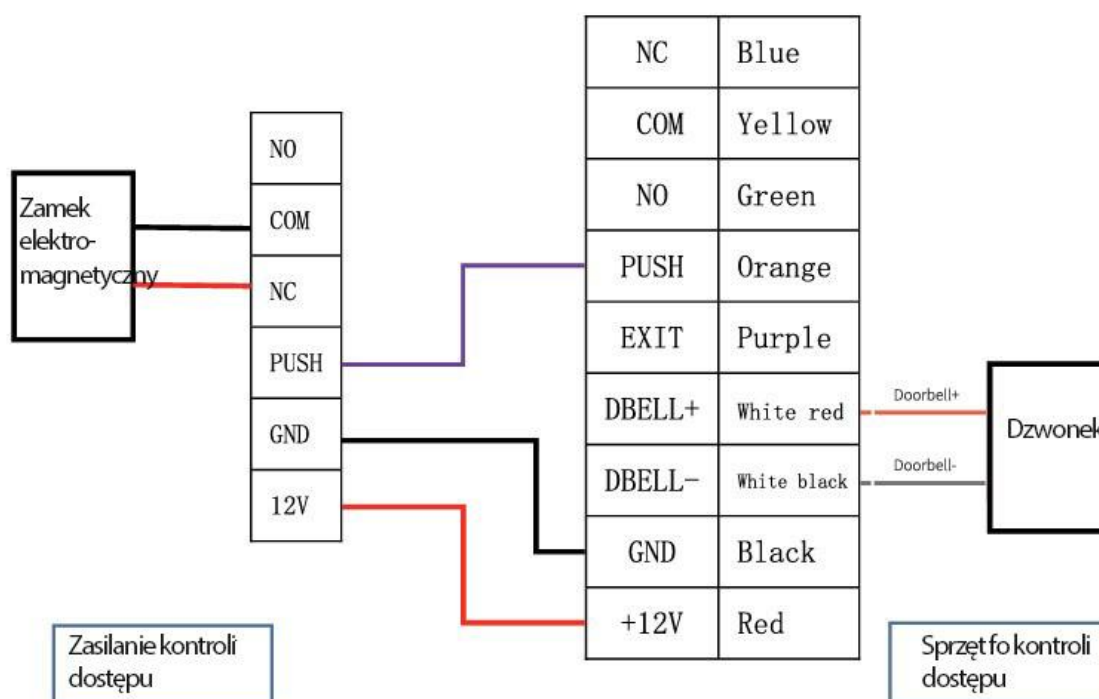 Zamek
elektro-
magnetyczny
NO
COM
NC
PUSH
GND
12V
NC Blue
COM Yellow
NO Green
PUSH Orange
EXIT Purple
DBELL+ White red
DBELL- White black
GND Black
+12V Red
Doorbell+
Doorbell-
Dzwonek
Zasilanie kontroli
dostępu
Sprzęt fo kontroli
dostępu